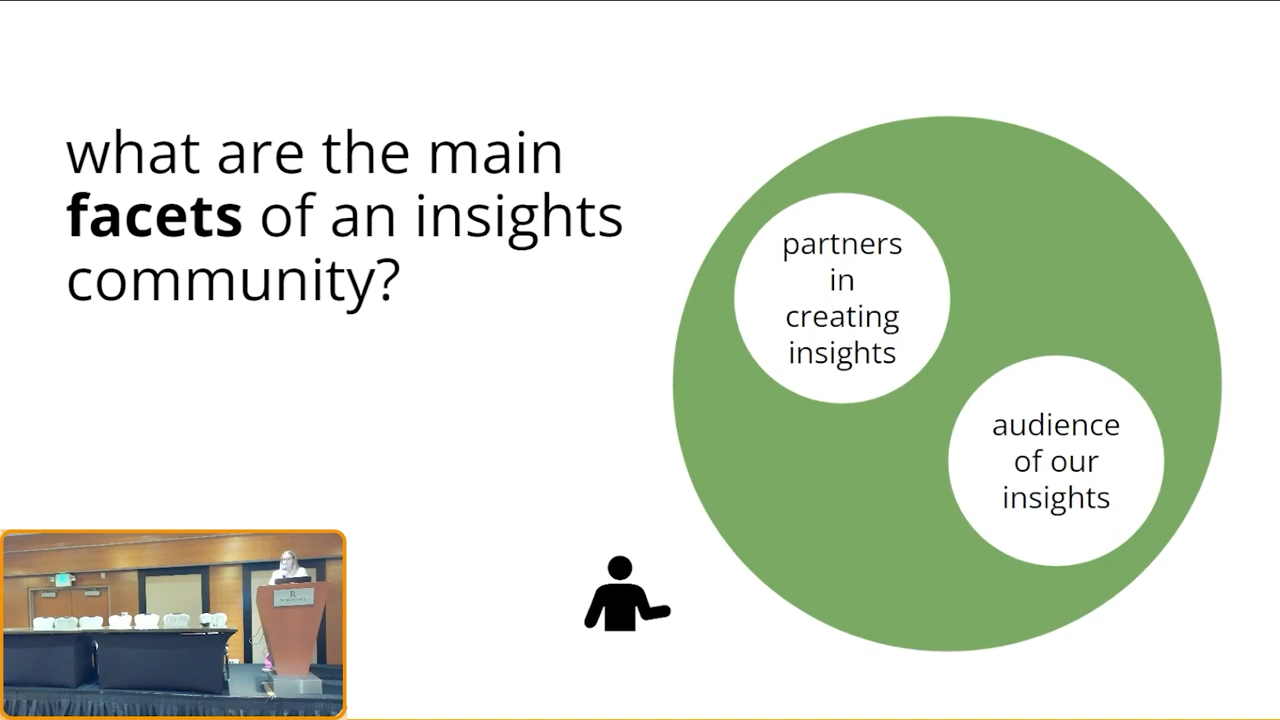 what are the main
facets of an insights
community?
partners
in
creating
insights
audience
of our
insights